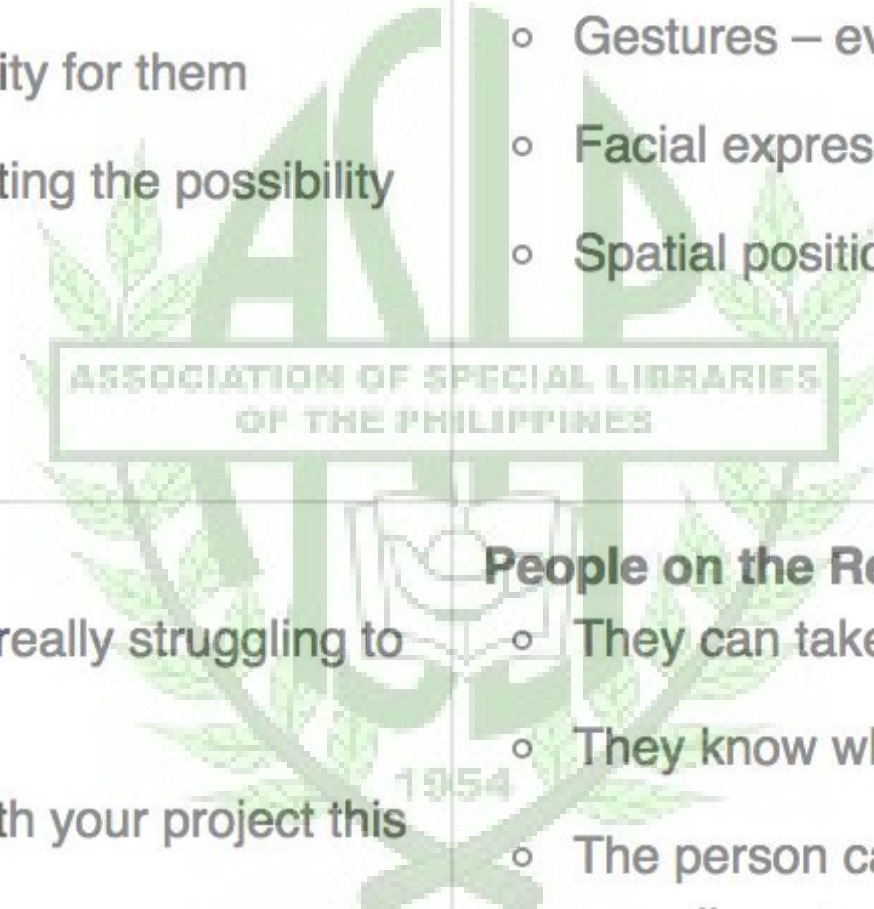 ity for them
ting the possibility
Gestures – ev
Facial expres
Spatial positio
ASLP
ASSOCIATION OF SPECIAL LIBRARIES
OF THE PHILIPPINES
really struggling to
th your project this
People on the Re
They can take
They know wh
The person ca
1954